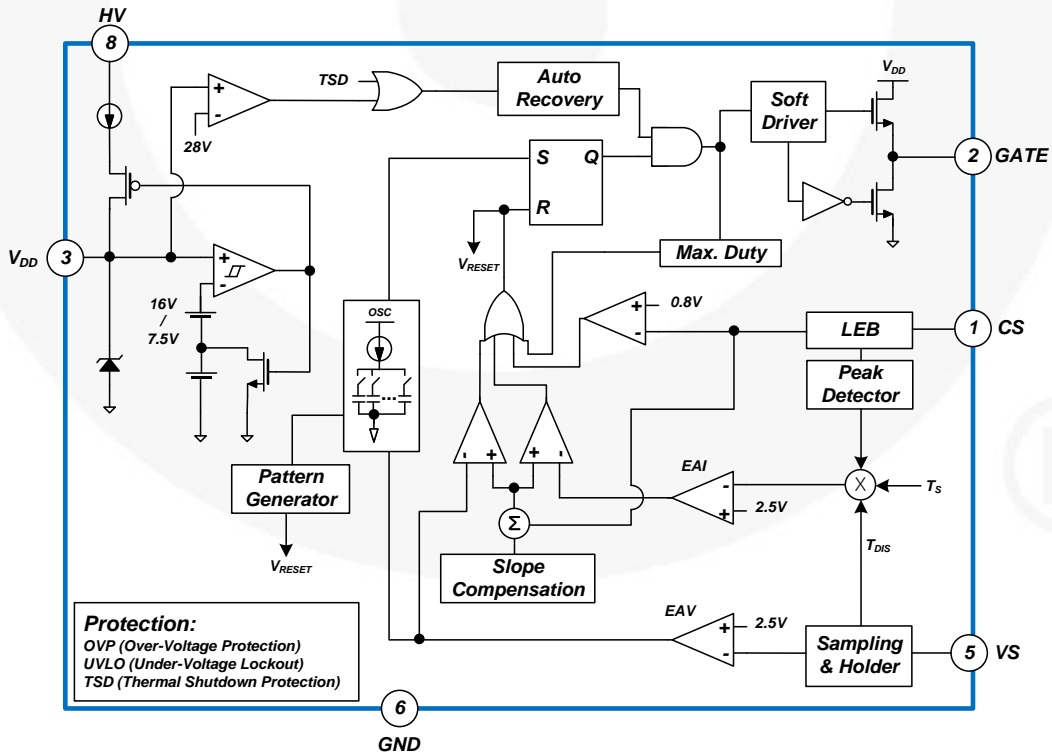 HV
8
TSD
+
-
28V
Auto
Recovery
V_DD
Soft
Driver
2
GATE
S
Q
R
V_RESET
V_DD
3
+
-
16V
/
7.5V
Max. Duty
OSC
+
0.8V
-
LEB
1
CS
Peak
Detector
-
+
+
-
EAI
-
+
2.5V
X
T_S
Pattern
Generator
Σ
V_RESET
Slope
Compensation
T_DIS
EAV
+
2.5V
-
Sampling
& Holder
5
VS
Protection:
OVP (Over-Voltage Protection)
UVLO (Under-Voltage Lockout)
TSD (Thermal Shutdown Protection)
6
GND